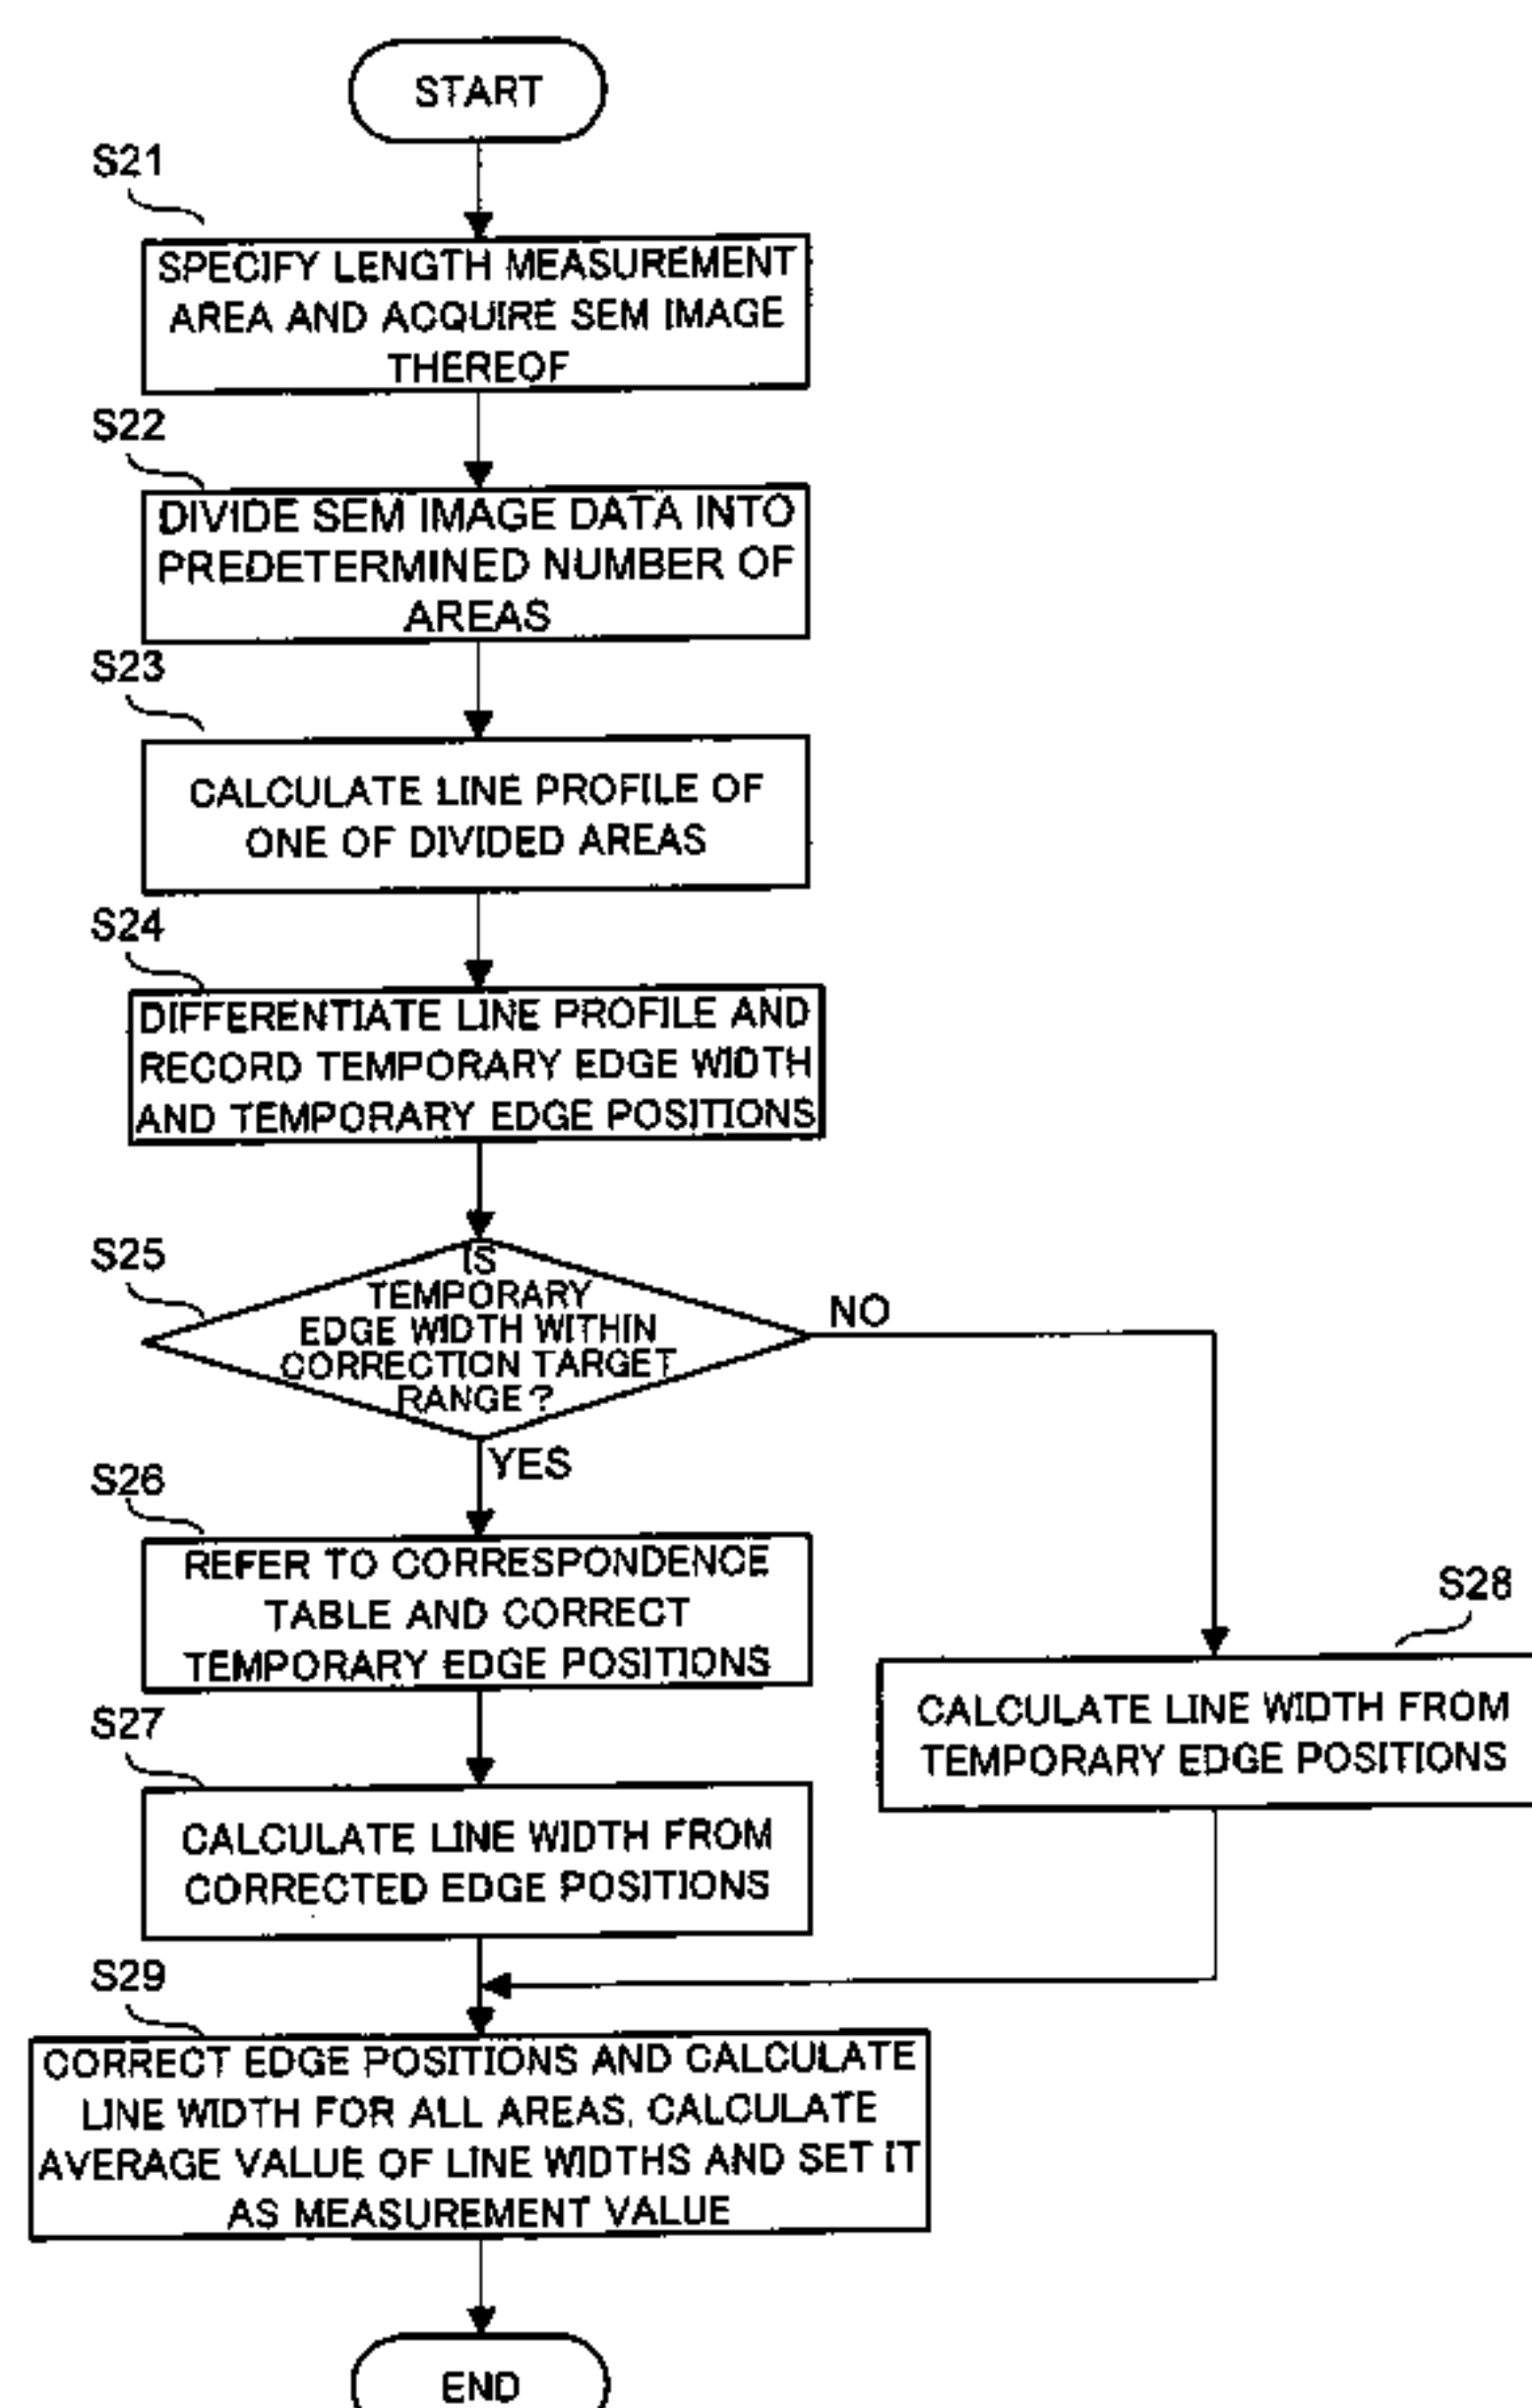 START
S21
SPECIFY LENGTH MEASUREMENT
AREA AND ACQUIRE SEM IMAGE
THEREOF
S22
DIVIDE SEM IMAGE DATA INTO
PREDETERMINED NUMBER OF
AREAS
S23
CALCULATE LINE PROFILE OF
ONE OF DIVIDED AREAS
S24
DIFFERENTIATE LINE PROFILE AND
RECORD TEMPORARY EDGE WIDTH
AND TEMPORARY EDGE POSITIONS
S25
IS
TEMPORARY
EDGE WIDTH WITHIN
CORRECTION TARGET
RANGE?
NO
YES
S26
REFER TO CORRESPONDENCE
TABLE AND CORRECT
TEMPORARY EDGE POSITIONS
S27
CALCULATE LINE WIDTH FROM
CORRECTED EDGE POSITIONS
S28
CALCULATE LINE WIDTH FROM
TEMPORARY EDGE POSITIONS
S29
CORRECT EDGE POSITIONS AND CALCULATE
LINE WIDTH FOR ALL AREAS, CALCULATE
AVERAGE VALUE OF LINE WIDTHS AND SET IT
AS MEASUREMENT VALUE
END